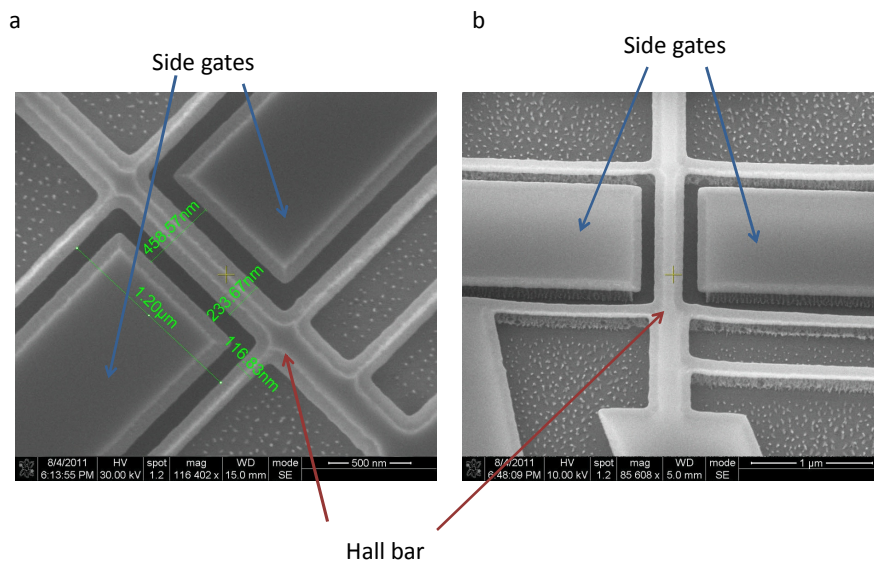 a
b
Side gates
Side gates
458.57nm
233.67nm
1.20µm
116.83nm
8/4/2011 HV spot mag WD mode 500 nm
6:13:55 PM 30.00 kV 1.2 116 402 x 15.0 mm SE
8/4/2011 HV spot mag WD mode 1 µm
6:48:09 PM 10.00 kV 1.2 85 608 x 5.0 mm SE
Hall bar